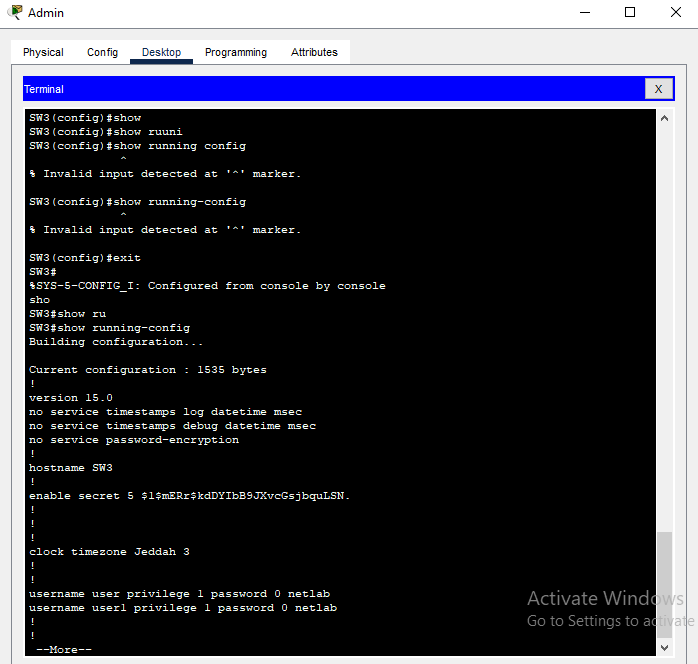 Admin
Physical Config Desktop Programming Attributes
Terminal X
SW3(config)#show
SW3(config)#show ruuni
SW3(config)#show running config
^
% Invalid input detected at '^' marker.
SW3(config)#show running-config
^
% Invalid input detected at '^' marker.
SW3(config)#exit
SW3#
%SYS-5-CONFIG_I: Configured from console by console
sho
SW3#show ru
SW3#show running-config
Building configuration...
Current configuration : 1535 bytes
!
version 15.0
no service timestamps log datetime msec
no service timestamps debug datetime msec
no service password-encryption
!
hostname SW3
!
enable secret 5 $1$mERr$kdDYIbB9JXvcGsjbquLSN.
!
!
!
clock timezone Jeddah 3
!
!
username user privilege 1 password 0 netlab
username user1 privilege 1 password 0 netlab
!
!
--More--
Activate Windows
Go to Settings to activate